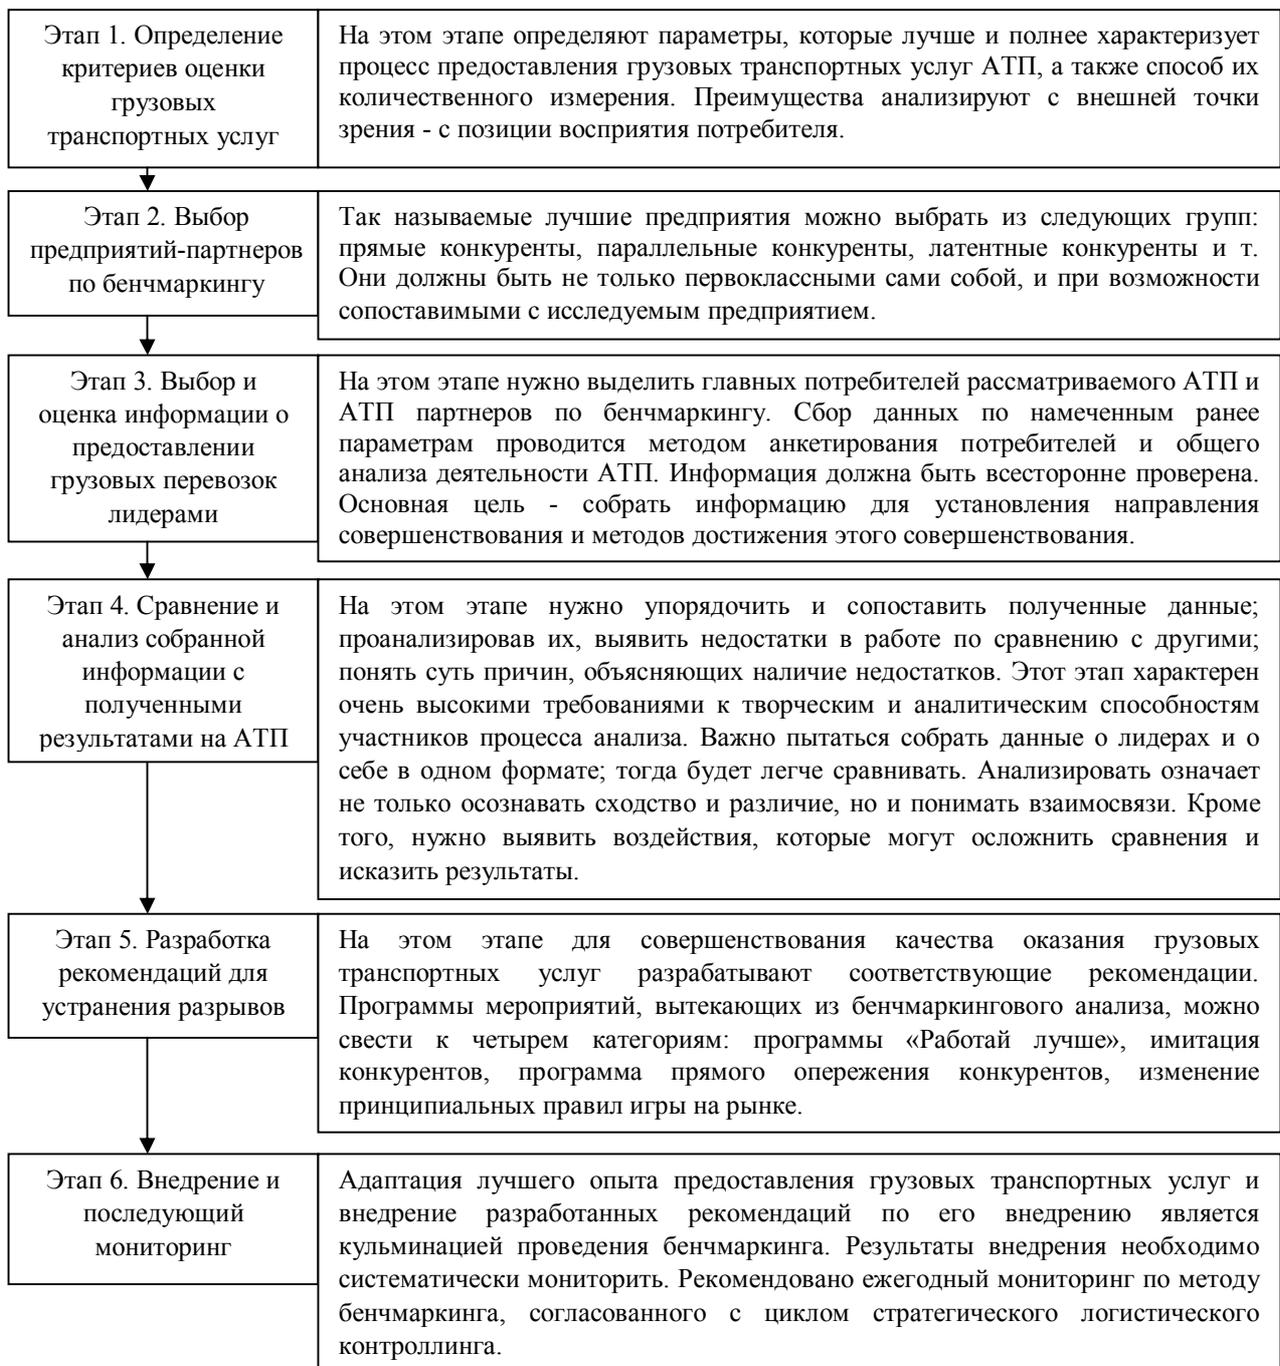 Этап 1. Определение
критериев оценки
грузовых
транспортных услуг
На этом этапе определяют параметры, которые лучше и полнее характеризует
процесс предоставления грузовых транспортных услуг АТП, а также способ их
количественного измерения. Преимущества анализируют с внешней точки
зрения - с позиции восприятия потребителя.
Этап 2. Выбор
предприятий-партнеров
по бенчмаркингу
Так называемые лучшие предприятия можно выбрать из следующих групп:
прямые конкуренты, параллельные конкуренты, латентные конкуренты и т.
Они должны быть не только первоклассными сами собой, и при возможности
сопоставимыми с исследуемым предприятием.
Этап 3. Выбор и
оценка информации о
предоставлении
грузовых перевозок
лидерами
На этом этапе нужно выделить главных потребителей рассматриваемого АТП и
АТП партнеров по бенчмаркингу. Сбор данных по намеченным ранее
параметрам проводится методом анкетирования потребителей и общего
анализа деятельности АТП. Информация должна быть всесторонне проверена.
Основная цель - собрать информацию для установления направления
совершенствования и методов достижения этого совершенствования.
Этап 4. Сравнение и
анализ собранной
информации с
полученными
результатами на АТП
На этом этапе нужно упорядочить и сопоставить полученные данные;
проанализировав их, выявить недостатки в работе по сравнению с другими;
понять суть причин, объясняющих наличие недостатков. Этот этап характерен
очень высокими требованиями к творческим и аналитическим способностям
участников процесса анализа. Важно пытаться собрать данные о лидерах и о
себе в одном формате; тогда будет легче сравнивать. Анализировать означает
не только осознавать сходство и различие, но и понимать взаимосвязи. Кроме
того, нужно выявить воздействия, которые могут осложнить сравнения и
исказить результаты.
Этап 5. Разработка
рекомендаций для
устранения разрывов
На этом этапе для совершенствования качества оказания грузовых
транспортных услуг разрабатывают соответствующие рекомендации.
Программы мероприятий, вытекающих из бенчмаркингового анализа, можно
свести к четырем категориям: программы «Работай лучше», имитация
конкурентов, программа прямого опережения конкурентов, изменение
принципиальных правил игры на рынке.
Этап 6. Внедрение и
последующий
мониторинг
Адаптация лучшего опыта предоставления грузовых транспортных услуг и
внедрение разработанных рекомендаций по его внедрению является
кульминацией проведения бенчмаркинга. Результаты внедрения необходимо
систематически мониторить. Рекомендовано ежегодный мониторинг по методу
бенчмаркинга, согласованного с циклом стратегического логистического
контроллинга.